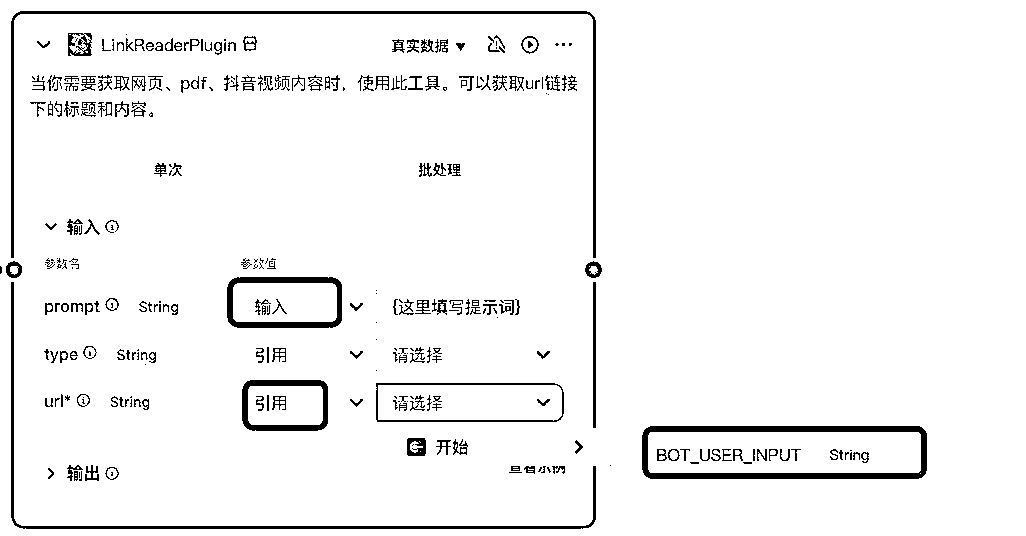 LinkReaderPlugin 真实数据
当你需要获取网页、pdf、抖音视频内容时，使用此工具。可以获取url链接
下的标题和内容。
单次 批处理
输入
参数名 参数值
prompt String 输入 {这里填写提示词}
type String 引用 请选择
url* String 引用 请选择
开始
BOT_USER_INPUT String
输出 查看示例